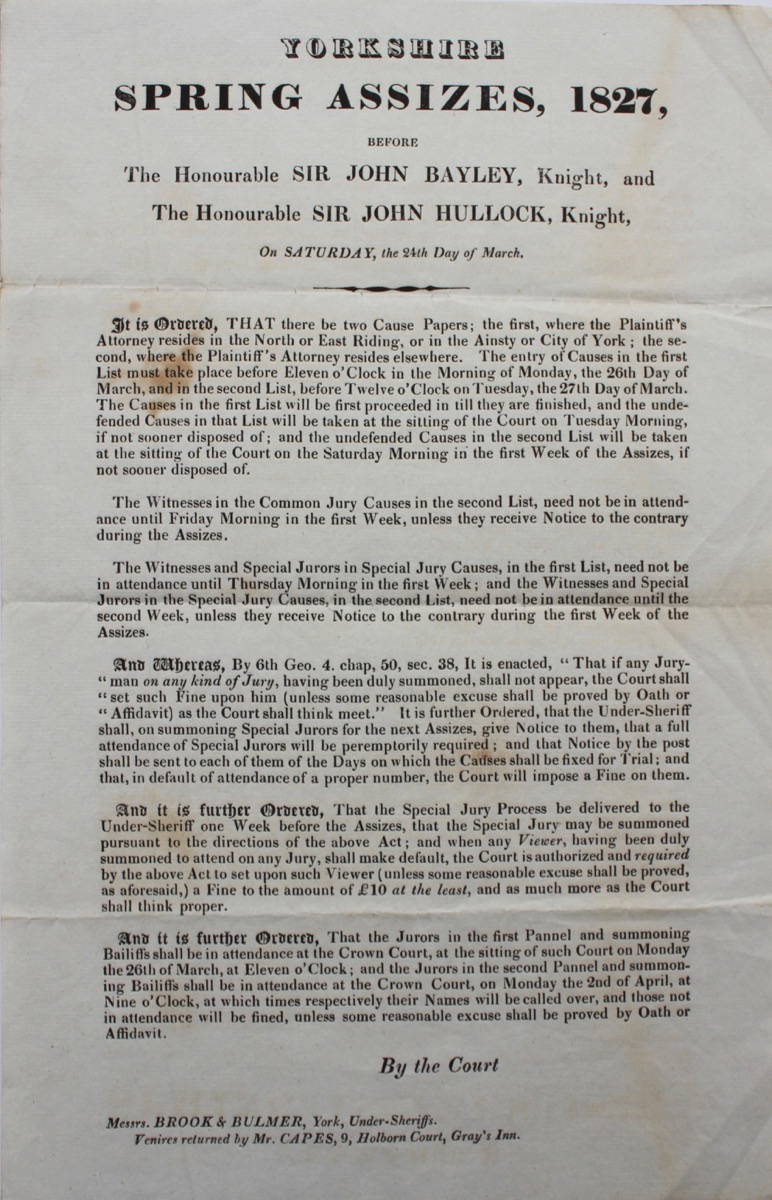 YORKSHIRE
SPRING ASSIZES, 1827,
BEFORE
The Honourable SIR JOHN BAYLEY, Knight, and
The Honourable SIR JOHN HULLOCK, Knight,
On SATURDAY, the 24th Day of March.
It is Ordered, THAT there be two Cause Papers; the first, where the Plaintiff's
Attorney resides in the North or East Riding, or in the Ainsty or City of York; the se-
cond, where the Plaintiff's Attorney resides elsewhere. The entry of Causes in the first
List must take place before Eleven o'Clock in the Morning of Monday, the 26th Day of
March, and in the second List, before Twelve o'Clock on Tuesday, the 27th Day of March.
The Causes in the first List will be first proceeded in till they are finished, and the unde-
fended Causes in that List will be taken at the sitting of the Court on Tuesday Morning,
if not sooner disposed of; and the undefended Causes in the second List will be taken
at the sitting of the Court on the Saturday Morning in the first Week of the Assizes, if
not sooner disposed of.
The Witnesses in the Common Jury Causes in the second List, need not be in attend-
ance until Friday Morning in the first Week, unless they receive Notice to the contrary
during the Assizes.
The Witnesses and Special Jurors in Special Jury Causes, in the first List, need not be
in attendance until Thursday Morning in the first Week; and the Witnesses and Special
Jurors in the Special Jury Causes, in the second List, need not be in attendance until the
second Week, unless they receive Notice to the contrary during the first Week of the
Assizes.
And Whereas, By 6th Geo. 4. chap, 50, sec. 38, It is enacted, "That if any Jury-
"man on any kind of Jury, having been duly summoned, shall not appear, the Court shall
"set such Fine upon him (unless some reasonable excuse shall be proved by Oath or
"Affidavit) as the Court shall think meet." It is further Ordered, that the Under-Sheriff
shall, on summoning Special Jurors for the next Assizes, give Notice to them, that a full
attendance of Special Jurors will be peremptorily required; and that Notice by the post
shall be sent to each of them of the Days on which the Causes shall be fixed for Trial; and
that, in default of attendance of a proper number, the Court will impose a Fine on them.
And it is further Ordered, That the Special Jury Process be delivered to the
Under-Sheriff one Week before the Assizes, that the Special Jury may be summoned
pursuant to the directions of the above Act; and when any Viewer, having been duly
summoned to attend on any Jury, shall make default, the Court is authorized and required
by the above Act to set upon such Viewer (unless some reasonable excuse shall be proved,
as aforesaid,) a Fine to the amount of £10 at the least, and as much more as the Court
shall think proper.
And it is further Ordered, That the Jurors in the first Pannel and summoning
Bailiffs shall be in attendance at the Crown Court, at the sitting of such Court on Monday
the 26th of March, at Eleven o'Clock; and the Jurors in the second Pannel and summon-
ing Bailiffs shall be in attendance at the Crown Court, on Monday the 2nd of April, at
Nine o'Clock, at which times respectively their Names will be called over, and those not
in attendance will be fined, unless some reasonable excuse shall be proved by Oath or
Affidavit.
By the Court
Messrs. BROOK & BULMER, York, Under-Sheriffs.
Venires returned by Mr. CAPES, 9, Holborn Court, Gray's Inn.